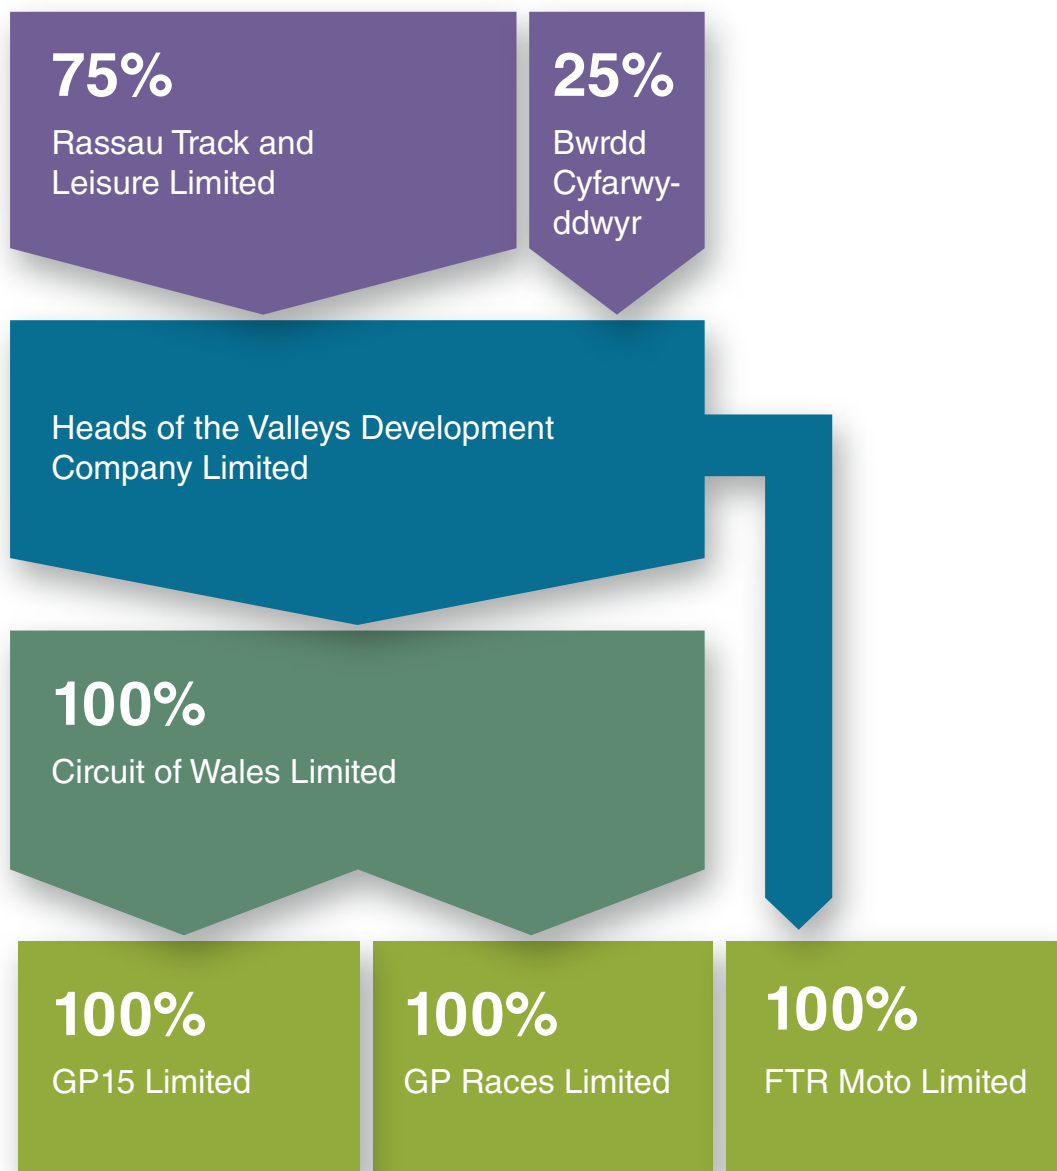 75%
Rassau Track and
Leisure Limited
25%
Bwrdd
Cyfarwy-
ddwyr
Heads of the Valleys Development
Company Limited
100%
Circuit of Wales Limited
100%
GP15 Limited
100%
GP Races Limited
100%
FTR Moto Limited